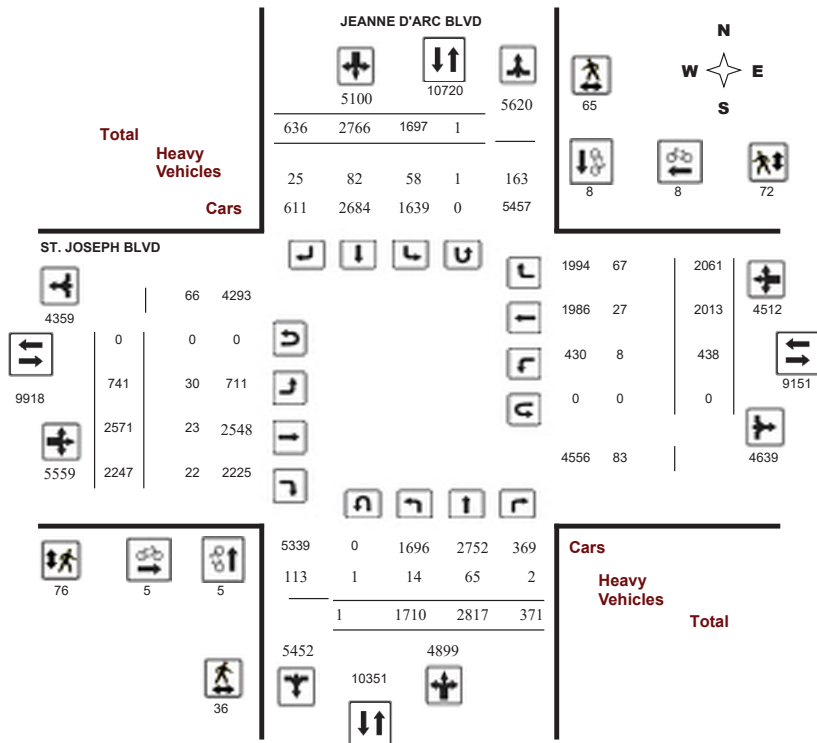 JEANNE D'ARC BLVD
N
W E
S
5100 10720 5620
65
Total 636 2766 1697 1
Heavy
Vehicles 25 82 58 1 163
8 8 72
Cars 611 2684 1639 0 5457
ST. JOSEPH BLVD
4359 66 4293
9918 0 0 0
741 30 711
2571 23 2548
5559 2247 22 2225
1994 67 2061
1986 27 2013 4512
430 8 438 9151
0 0 0
4556 83 4639
76 5 5
36
5339 0 1696 2752 369 Cars
113 1 14 65 2 Heavy
Vehicles
1 1710 2817 371 Total
5452 10351 4899